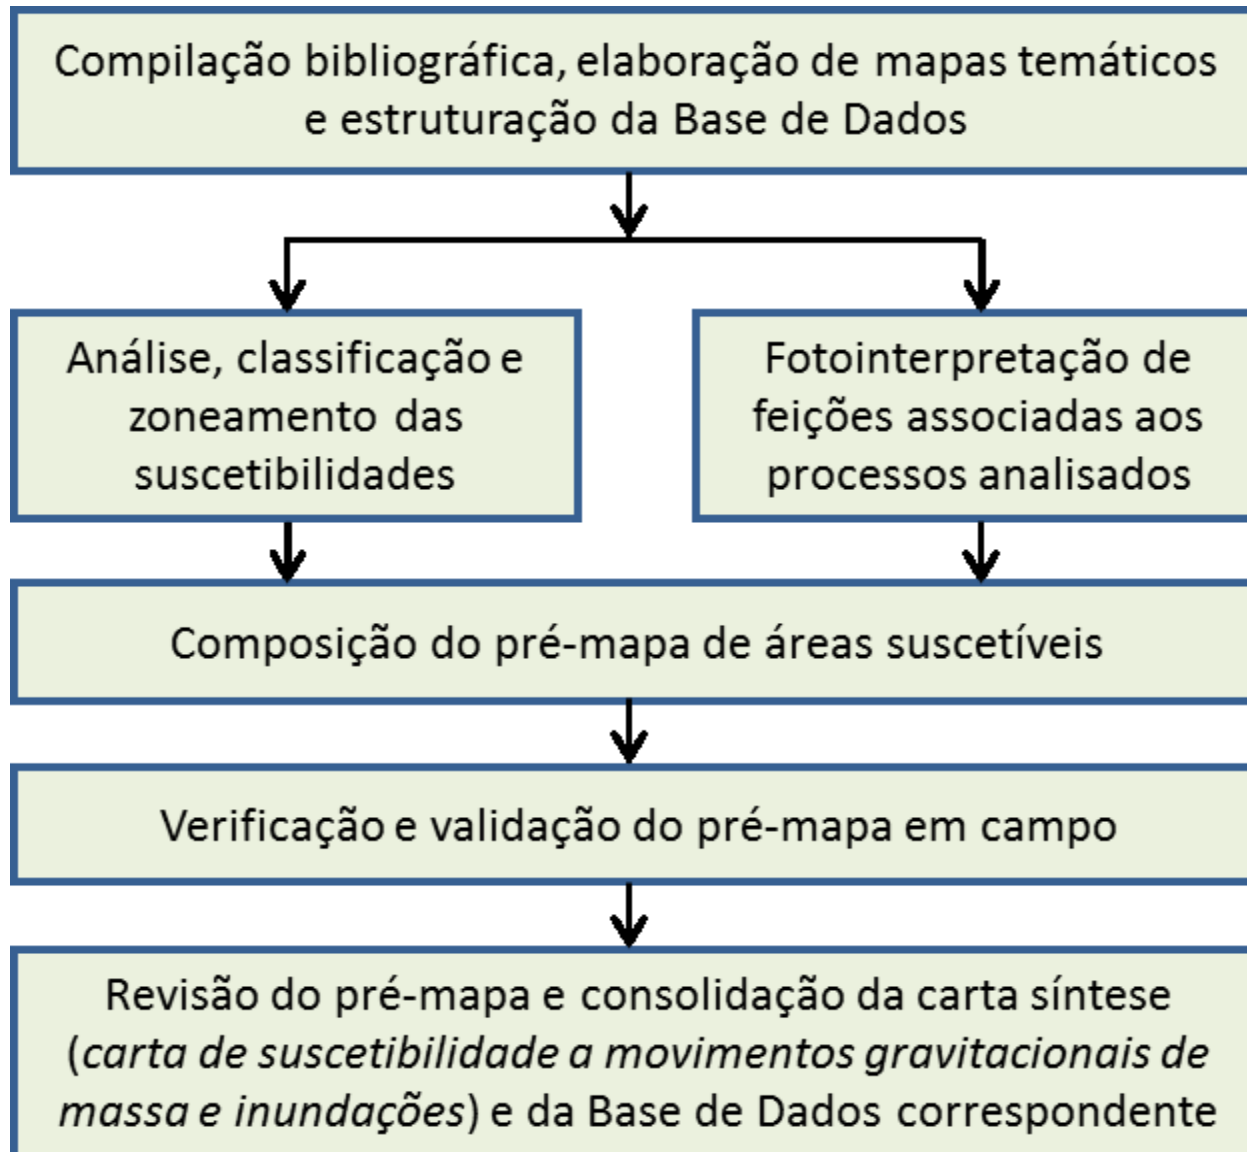 Compilação bibliográfica, elaboração de mapas temáticos
e estruturação da Base de Dados
Análise, classificação e
zoneamento das
suscetibilidades
Fotointerpretação de
feições associadas aos
processos analisados
Composição do pré-mapa de áreas suscetíveis
Verificação e validação do pré-mapa em campo
Revisão do pré-mapa e consolidação da carta síntese
(carta de suscetibilidade a movimentos gravitacionais de
massa e inundações) e da Base de Dados correspondente